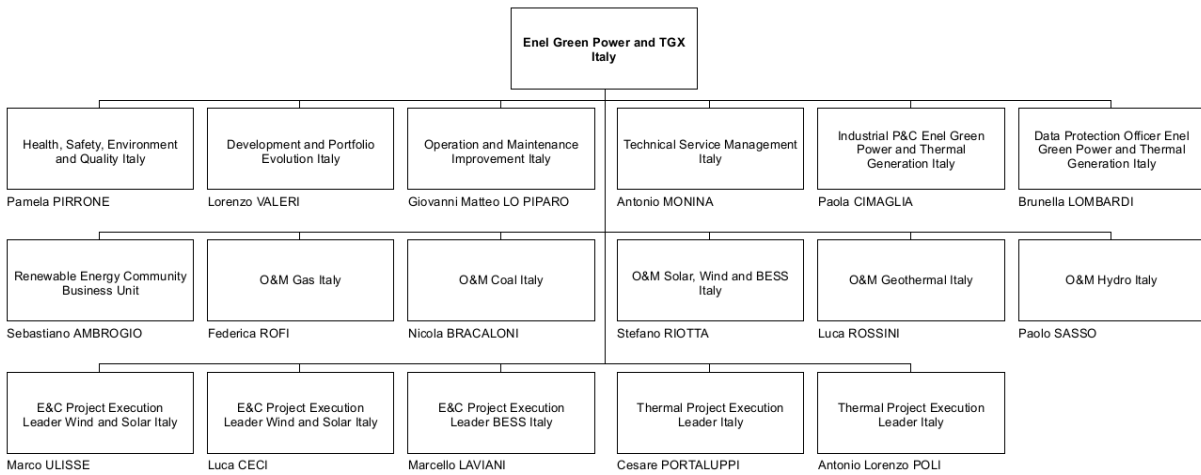 Enel Green Power and TGX
Italy
Health, Safety, Environment
and Quality Italy
Pamela PIRRONE
Development and Portfolio
Evolution Italy
Lorenzo VALERI
Operation and Maintenance
Improvement Italy
Giovanni Matteo LO PIPARO
Technical Service Management
Italy
Antonio MONINA
Industrial P&C Enel Green
Power and Thermal
Generation Italy
Paola CIMAGLIA
Data Protection Officer Enel
Green Power and Thermal
Generation Italy
Brunella LOMBARDI
Renewable Energy Community
Business Unit
Sebastiano AMBROGIO
O&M Gas Italy
Federica ROFI
O&M Coal Italy
Nicola BRACALONI
O&M Solar, Wind and BESS
Italy
Stefano RIOTTA
O&M Geothermal Italy
Luca ROSSINI
O&M Hydro Italy
Paolo SASSO
E&C Project Execution
Leader Wind and Solar Italy
Marco ULISSE
E&C Project Execution
Leader Wind and Solar Italy
Luca CECI
E&C Project Execution
Leader BESS Italy
Marcello LAVIANI
Thermal Project Execution
Leader Italy
Cesare PORTALUPPI
Thermal Project Execution
Leader Italy
Antonio Lorenzo POLI